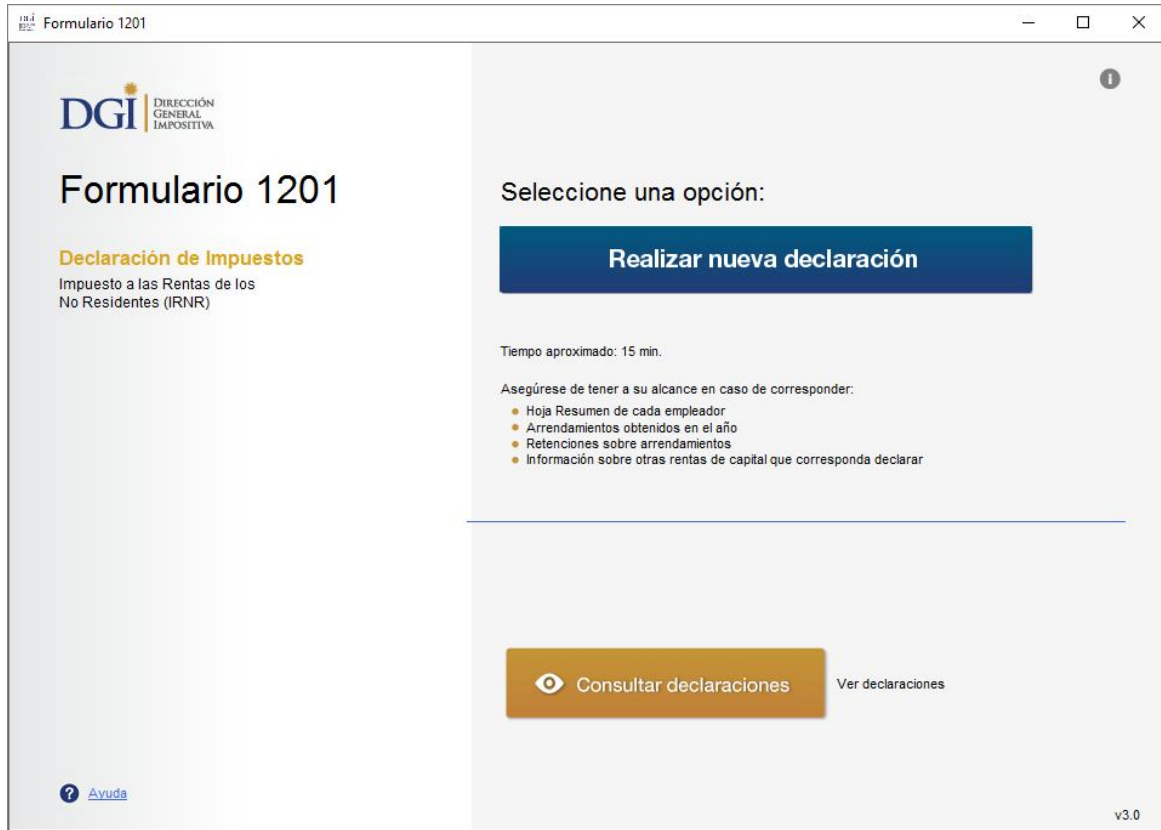 Formulario 1201
DGI
DIRECCIÓN
GENERAL
IMPOSITIVA
Formulario 1201
Declaración de Impuestos
Impuesto a las Rentas de los
No Residentes (IRNR)
Seleccione una opción:
Realizar nueva declaración
Tiempo aproximado: 15 min.
Asegúrese de tener a su alcance en caso de corresponder:
Hoja Resumen de cada empleador
Arrendamientos obtenidos en el año
Retenciones sobre arrendamientos
Información sobre otras rentas de capital que corresponda declarar
Consultar declaraciones
Ver declaraciones
Ayuda
v3.0